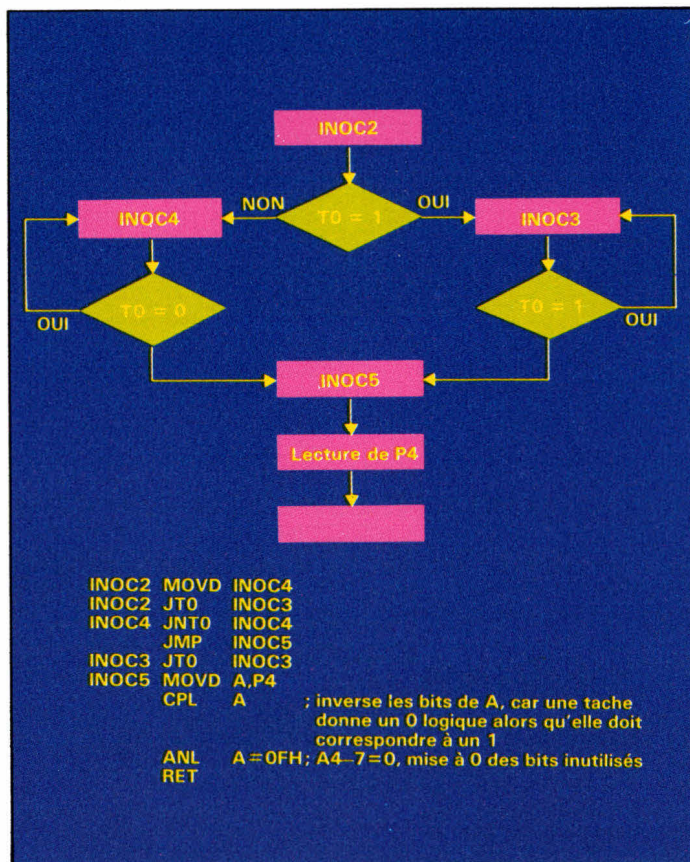 INOC2
NON
T0 = 1
OUI
INOC4
INOC3
T0 = 0
OUI
T0 = 1
OUI
INOC5
Lecture de P4
INOC2 MOVD INOC4
INOC2 JT0 INOC3
INOC4 JNT0 INOC4
JMP INOC5
INOC3 JT0 INOC3
INOC5 MOVD A,P4
CPL A ; inverse les bits de A, car une tache
donne un 0 logique alors qu'elle doit
correspondre à un 1
ANL A=0FH; A4–7=0, mise à 0 des bits inutilisés
RET